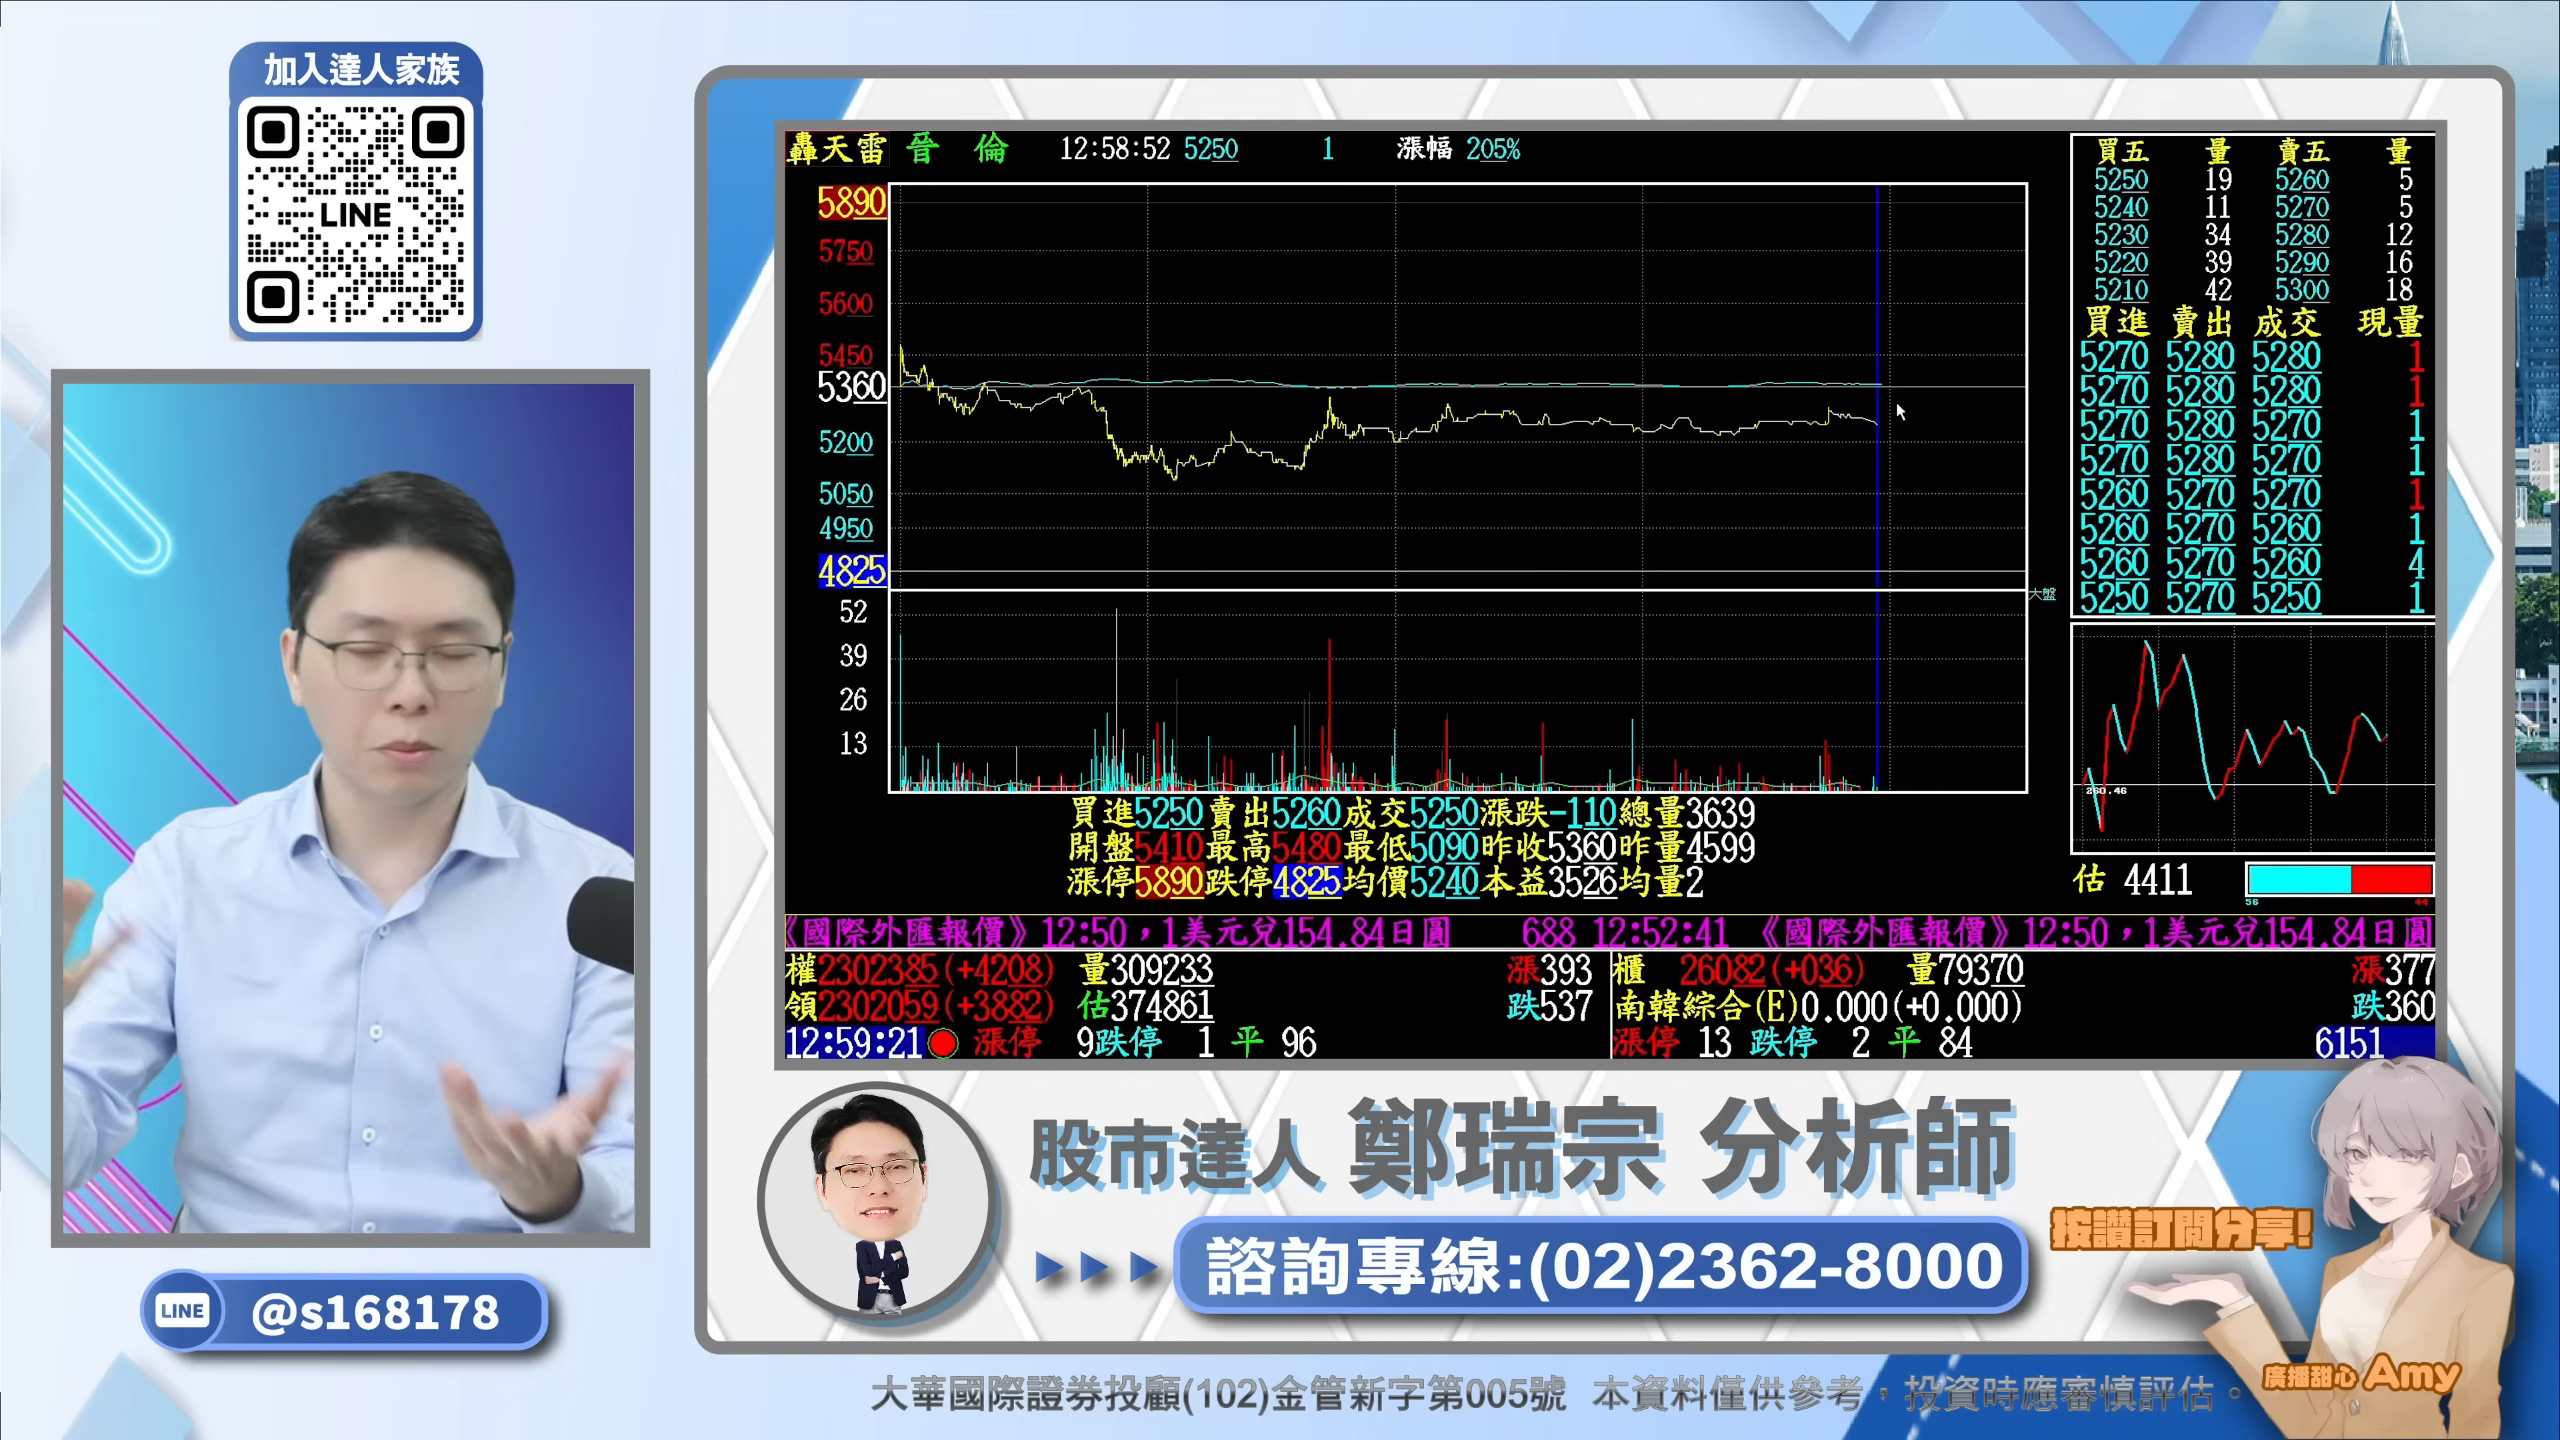 加入達人家族
LINE
LINE @s168178
轟天雷 晉 倫 12:58:52 5250 1 漲幅 205%
5890
5750
5600
5450
5360
5200
5050
4950
4825
52
39
26
13
大盤
買五 量 賣五 量
5250 19 5260 5
5240 11 5270 5
5230 34 5280 12
5220 39 5290 16
5210 42 5300 18
買進 賣出 成交 現量
5270 5280 5280 1
5270 5280 5280 1
5270 5280 5270 1
5270 5280 5270 1
5260 5270 5270 1
5260 5270 5260 1
5260 5270 5260 4
5250 5270 5250 1
260.46
估 4411
56 44
買進5250賣出5260成交5250漲跌-110總量3639
開盤5410最高5480最低5090昨收5360昨量4599
漲停5890跌停4825均價5240本益3526均量2
《國際外匯報價》12:50，1美元兌154.84日圓 688 12:52:41 《國際外匯報價》12:50，1美元兌154.84日圓
權2302385(+4208) 量309233 漲393 櫃 26082(+036) 量79370 漲377
領2302059(+3882) 估374861 跌537 南韓綜合(E)0.000(+0.000) 跌360
12:59:21 漲停 9跌停 1 平 96 漲停 13 跌停 2 平 84 6151
股市達人 鄭瑞宗 分析師
諮詢專線:(02)2362-8000
按讚訂閱分享!
廣播甜心 Amy
大華國際證券投顧(102)金管新字第005號 本資料僅供參考，投資時應審慎評估。